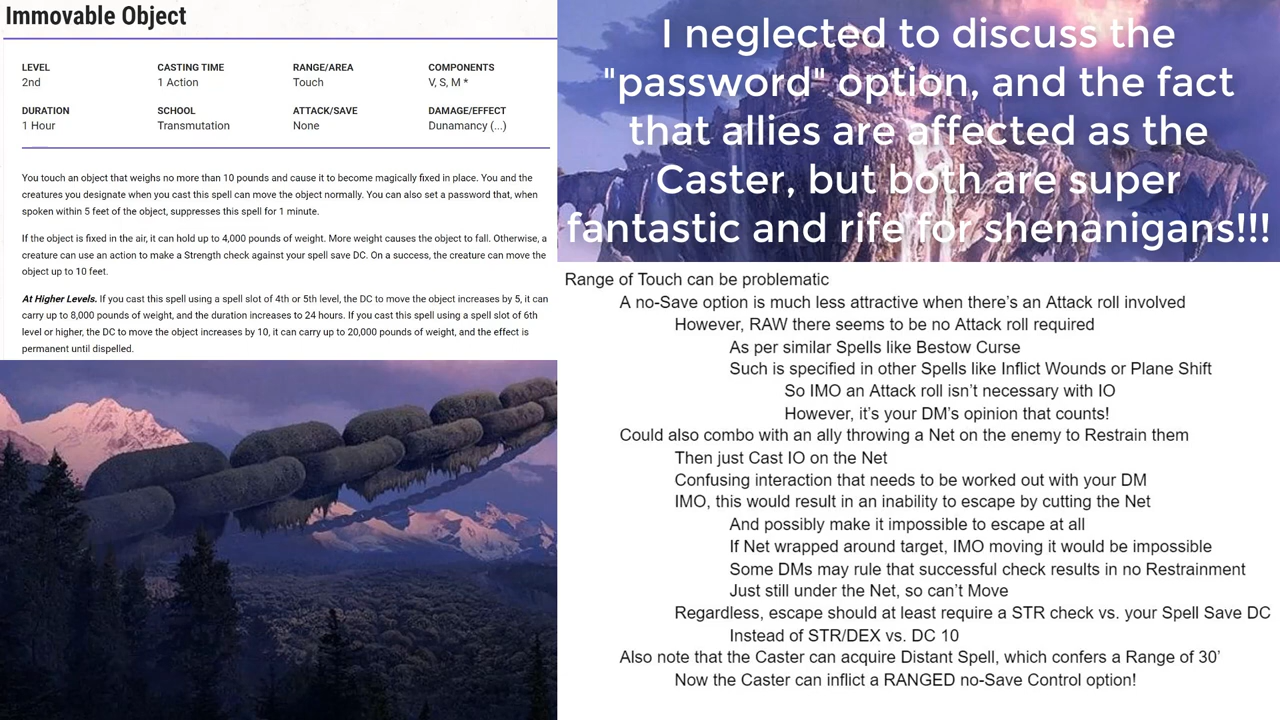 Immovable Object
LEVEL CASTING TIME RANGE/AREA COMPONENTS
2nd 1 Action Touch V, S, M *
DURATION SCHOOL ATTACK/SAVE DAMAGE/EFFECT
1 Hour Transmutation None Dunamancy (...)
You touch an object that weighs no more than 10 pounds and cause it to become magically fixed in place. You and the
creatures you designate when you cast this spell can move the object normally. You can also set a password that, when
spoken within 5 feet of the object, suppresses this spell for 1 minute.
If the object is fixed in the air, it can hold up to 4,000 pounds of weight. More weight causes the object to fall. Otherwise, a
creature can use an action to make a Strength check against your spell save DC. On a success, the creature can move the
object up to 10 feet.
At Higher Levels. If you cast this spell using a spell slot of 4th or 5th level, the DC to move the object increases by 5, it can
carry up to 8,000 pounds of weight, and the duration increases to 24 hours. If you cast this spell using a spell slot of 6th
level or higher, the DC to move the object increases by 10, it can carry up to 20,000 pounds of weight, and the effect is
permanent until dispelled.
I neglected to discuss the
"password" option, and the fact
that allies are affected as the
Caster, but both are super
fantastic and rife for shenanigans!!!
Range of Touch can be problematic
A no-Save option is much less attractive when there's an Attack roll involved
However, RAW there seems to be no Attack roll required
As per similar Spells like Bestow Curse
Such is specified in other Spells like Inflict Wounds or Plane Shift
So IMO an Attack roll isn't necessary with IO
However, it's your DM's opinion that counts!
Could also combo with an ally throwing a Net on the enemy to Restrain them
Then just Cast IO on the Net
Confusing interaction that needs to be worked out with your DM
IMO, this would result in an inability to escape by cutting the Net
And possibly make it impossible to escape at all
If Net wrapped around target, IMO moving it would be impossible
Some DMs may rule that successful check results in no Restrainment
Just still under the Net, so can't Move
Regardless, escape should at least require a STR check vs. your Spell Save DC
Instead of STR/DEX vs. DC 10
Also note that the Caster can acquire Distant Spell, which confers a Range of 30'
Now the Caster can inflict a RANGED no-Save Control option!